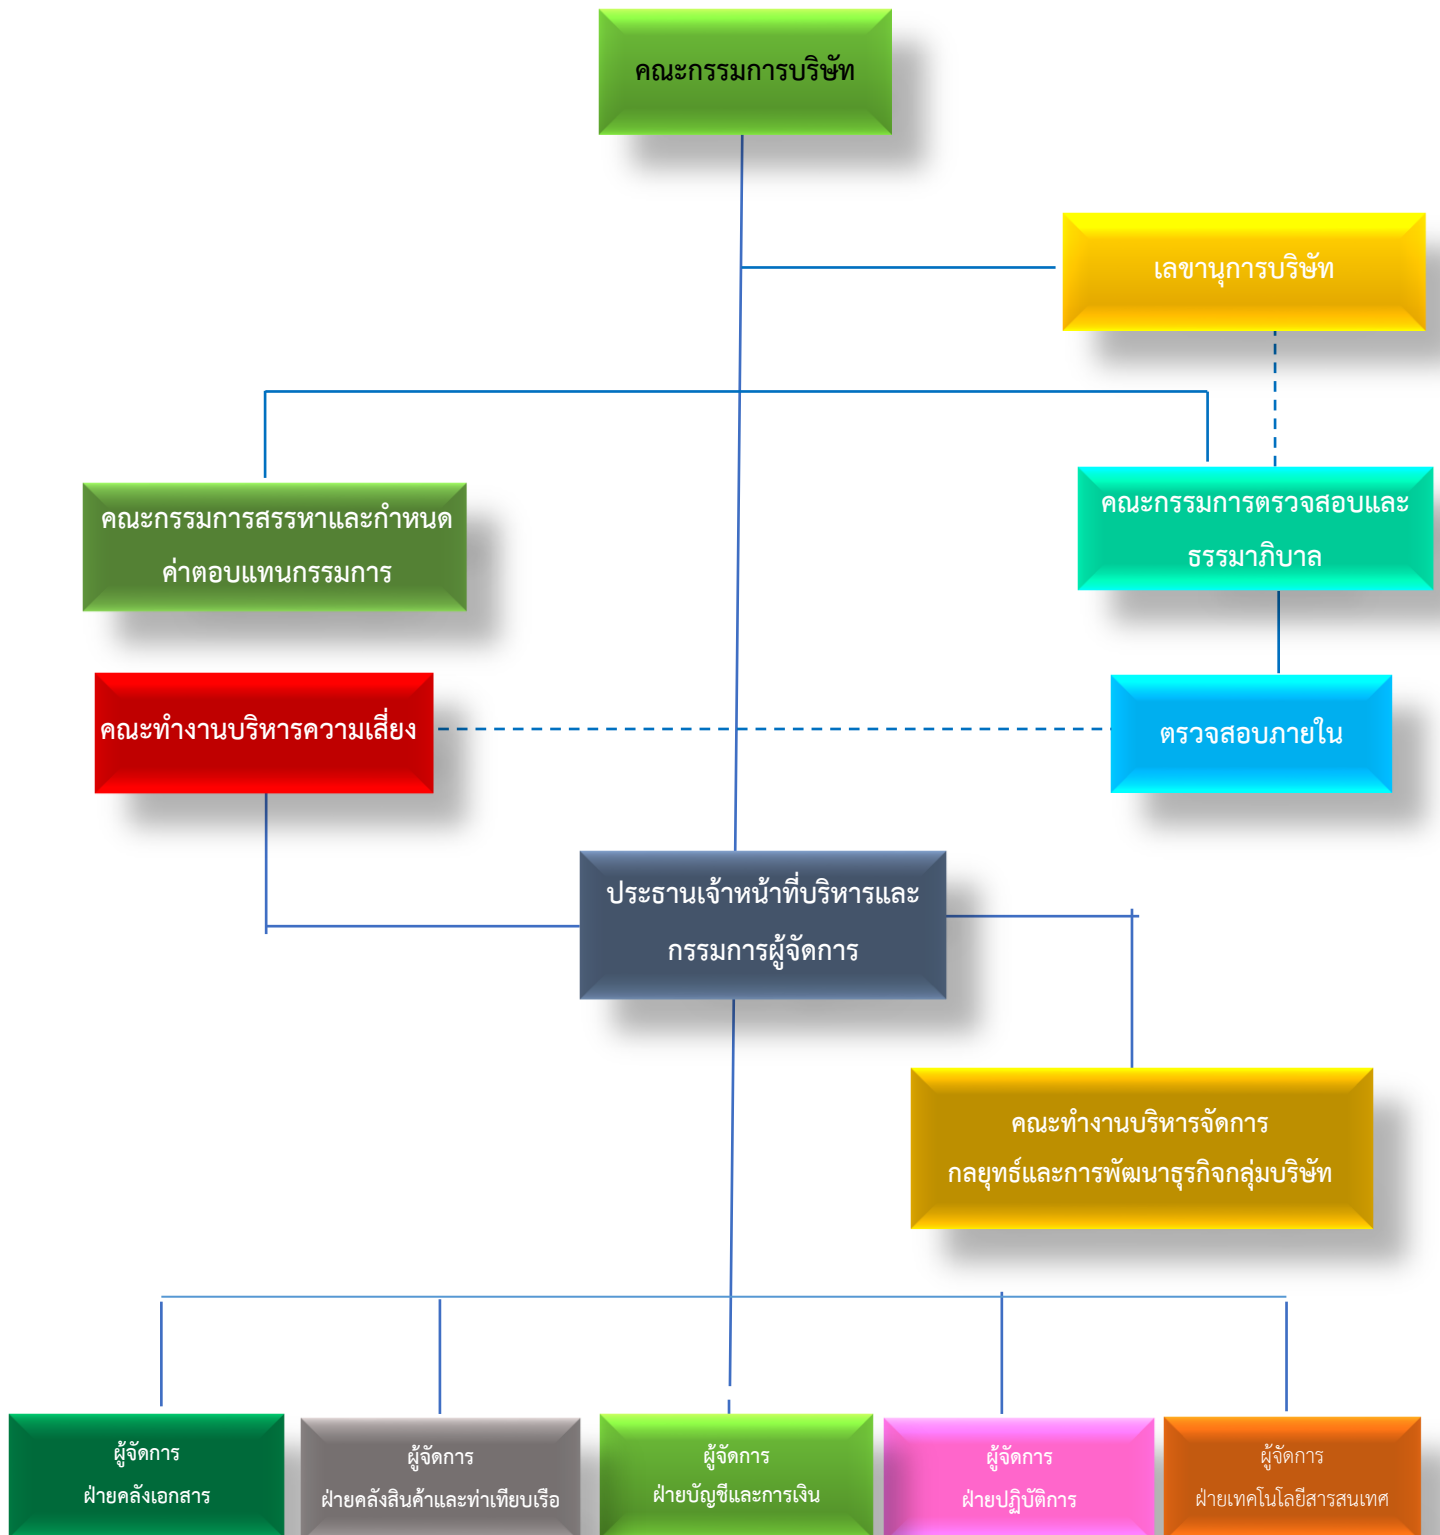 คณะกรรมการบริษัท
เลขานุการบริษัท
คณะกรรมการสรรหาและกำหนด
ค่าตอบแทนกรรมการ
คณะกรรมการตรวจสอบและ
ธรรมาภิบาล
คณะทำงานบริหารความเสี่ยง
ตรวจสอบภายใน
ประธานเจ้าหน้าที่บริหารและ
กรรมการผู้จัดการ
คณะทำงานบริหารจัดการ
กลยุทธ์และการพัฒนาธุรกิจกลุ่มบริษัท
ผู้จัดการ
ฝ่ายคลังเอกสาร
ผู้จัดการ
ฝ่ายคลังสินค้าและท่าเทียบเรือ
ผู้จัดการ
ฝ่ายบัญชีและการเงิน
ผู้จัดการ
ฝ่ายปฏิบัติการ
ผู้จัดการ
ฝ่ายเทคโนโลยีสารสนเทศ